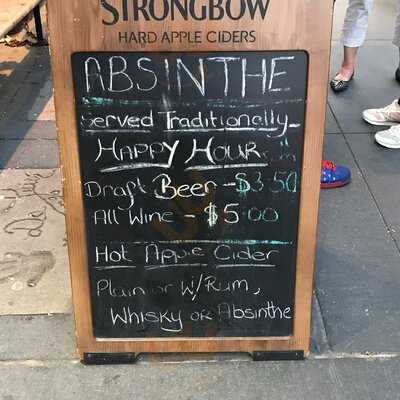 STRONGBOW
HARD APPLE CIDERS
ABSINTHE
Served Traditionally
HAPPY HOUR
Draft Beer - $3.50
All Wine - $5.00
Hot Apple Cider
Plain or w/Rum,
Whisky or Absinthe